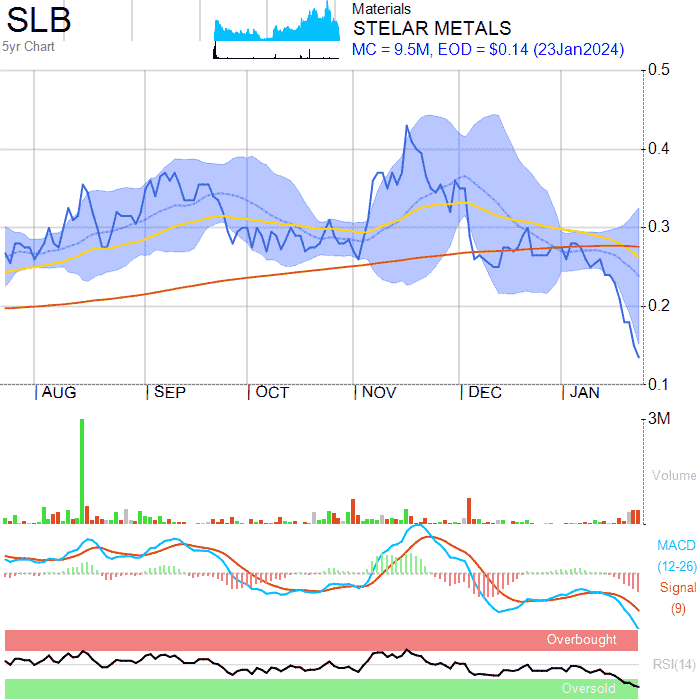 SLB
5yr Chart
Materials
STELAR METALS
MC = 9.5M, EOD = $0.14 (23Jan2024)
0.5
0.4
0.3
0.2
0.1
AUG SEP OCT NOV DEC JAN
3M
Volume
MACD
(12-26)
Signal
(9)
Overbought
RSI(14)
Oversold